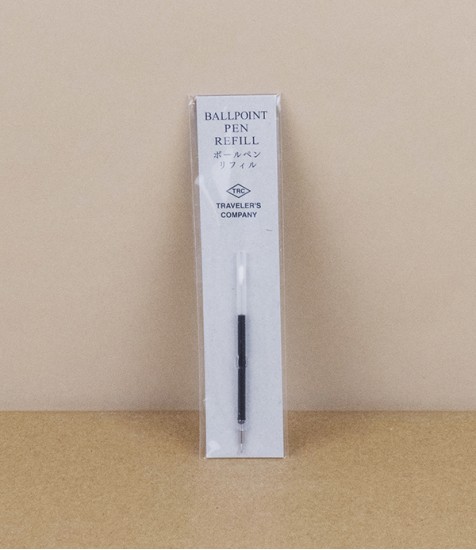 BALLPOINT
PEN
REFILL
ボールペン
リフィル
TRC
TRAVELER'S
COMPANY